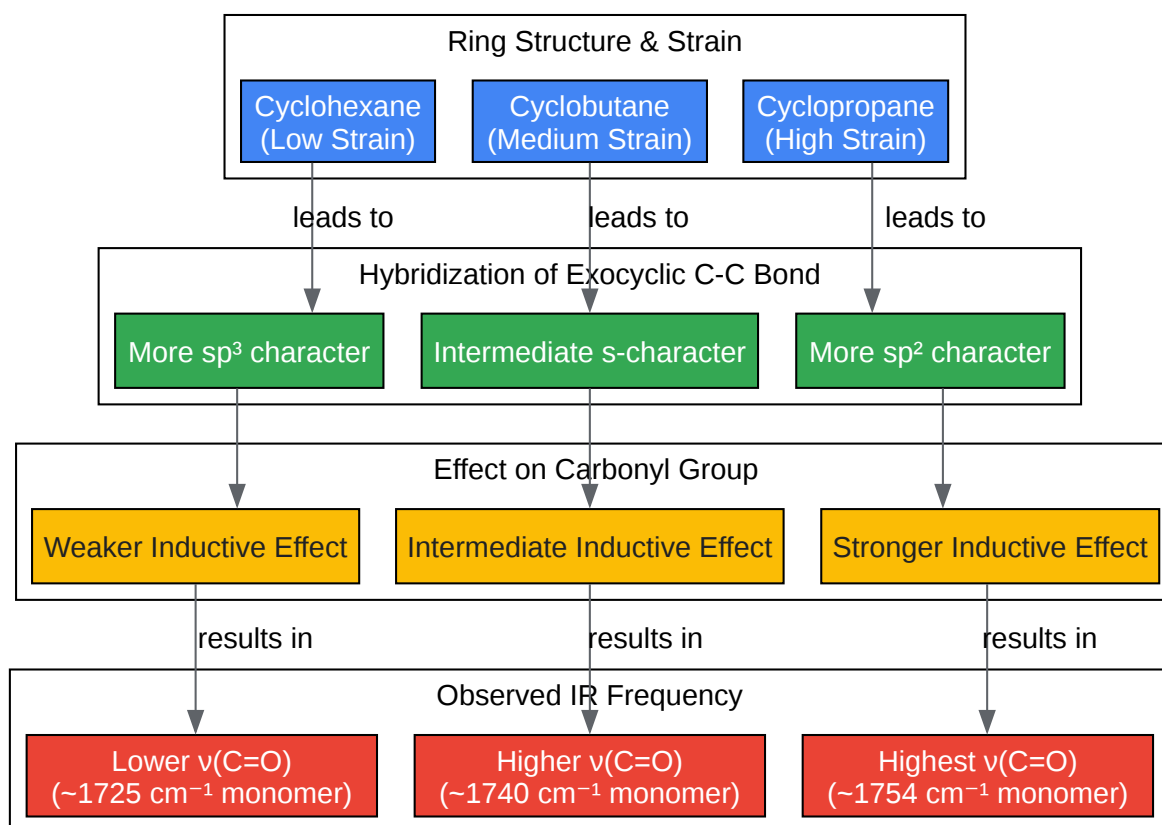 Ring Structure & Strain
Cyclohexane
(Low Strain)
Cyclobutane
(Medium Strain)
Cyclopropane
(High Strain)
leads to
leads to
leads to
Hybridization of Exocyclic C-C Bond
More sp³ character
Intermediate s-character
More sp² character
Effect on Carbonyl Group
Weaker Inductive Effect
Intermediate Inductive Effect
Stronger Inductive Effect
results in
results in
results in
Observed IR Frequency
Lower ν(C=O)
(~1725 cm⁻¹ monomer)
Higher ν(C=O)
(~1740 cm⁻¹ monomer)
Highest ν(C=O)
(~1754 cm⁻¹ monomer)